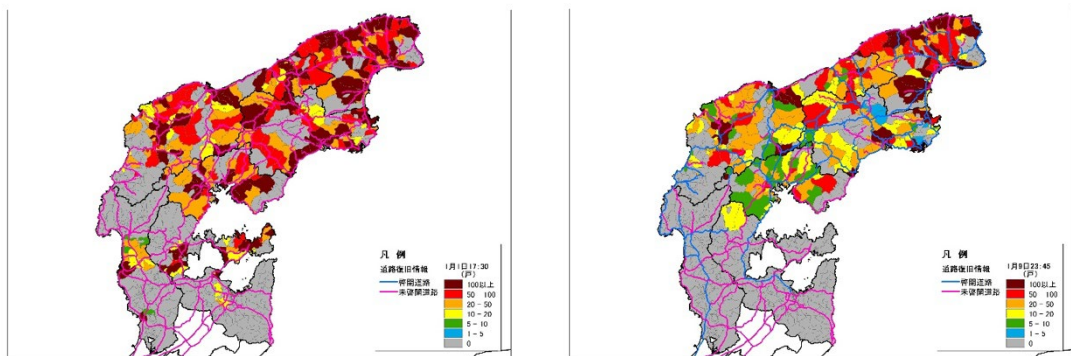 凡 例
道路復旧情報
1月1日17:30
(戸)
啓開道路
未啓開道路
100以上
50 - 100
20 - 50
10 - 20
5 - 10
1 - 5
0
凡 例
道路復旧情報
1月9日23:45
(戸)
啓開道路
未啓開道路
100以上
50 - 100
20 - 50
10 - 20
5 - 10
1 - 5
0